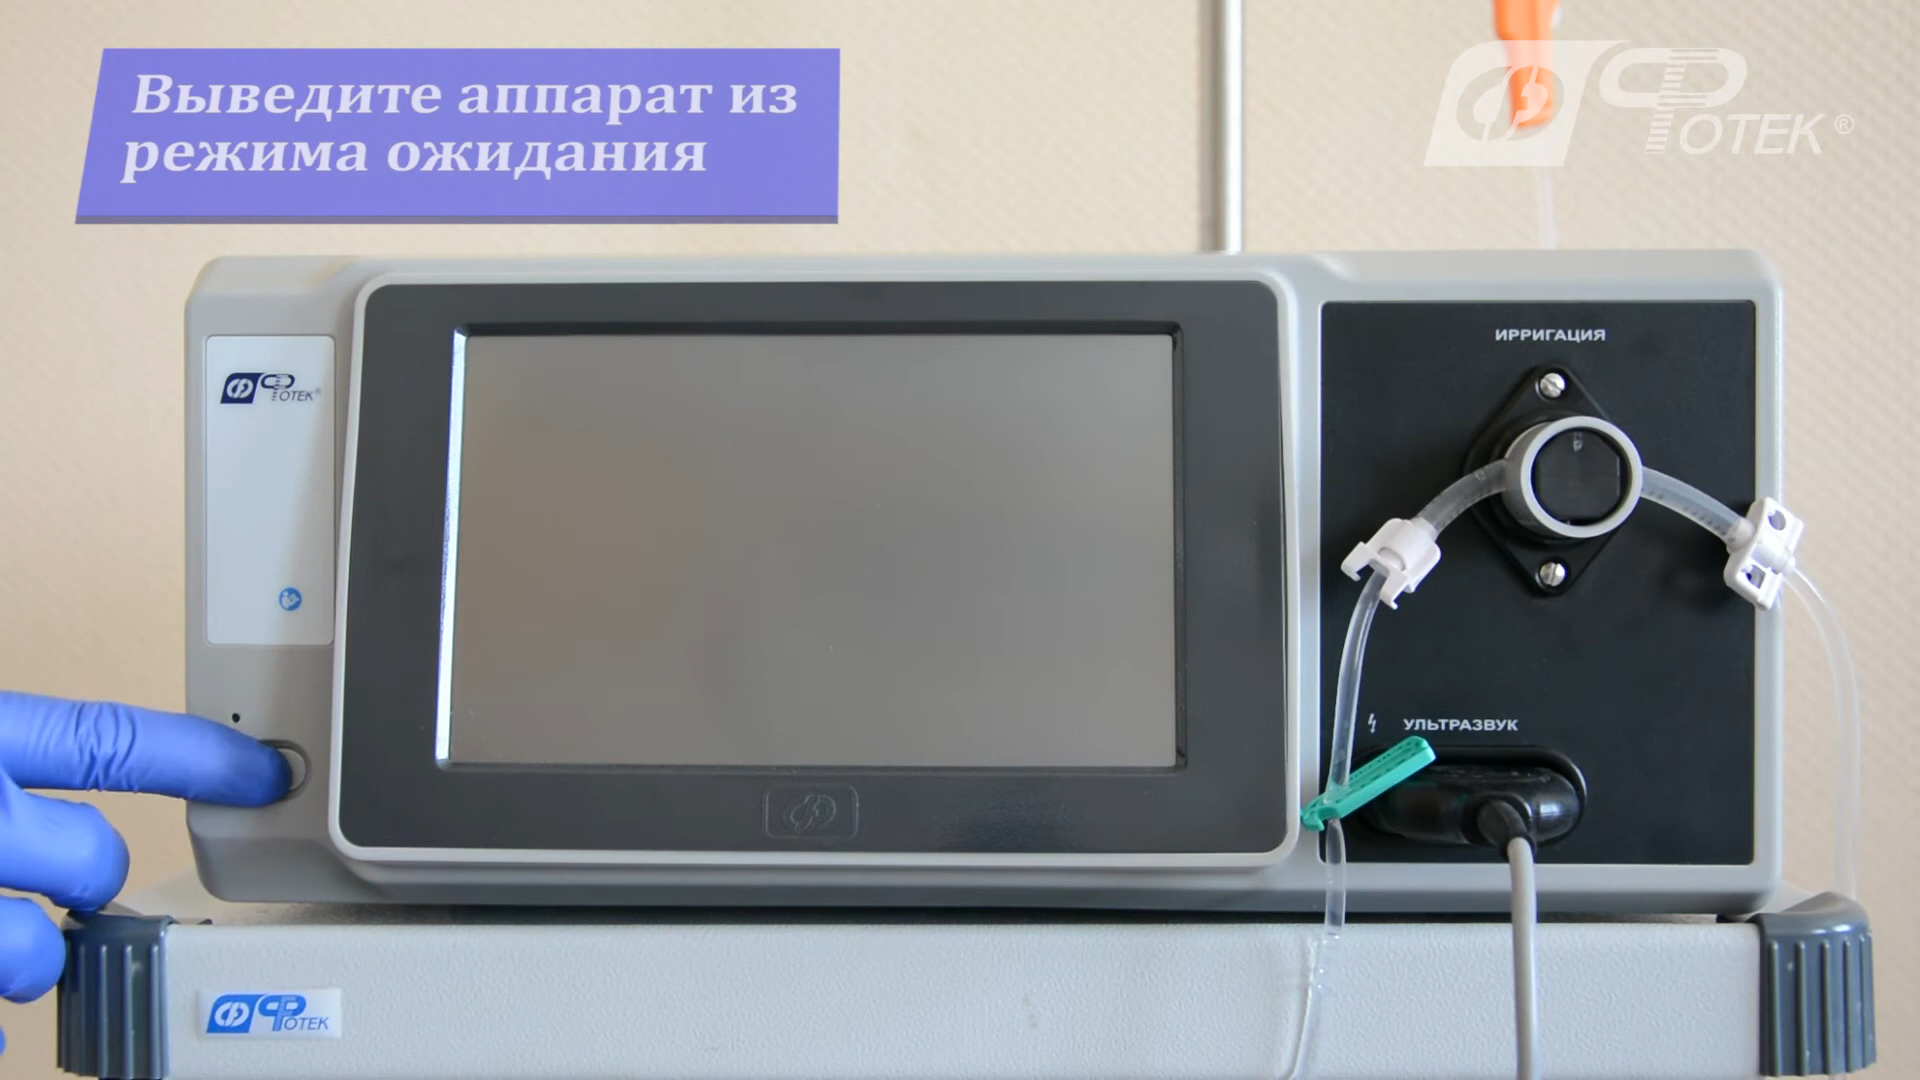 Выведите аппарат из
режима ожидания
ФОТЕК®
ИРРИГАЦИЯ
ФОТЕК®
УЛЬТРАЗВУК
ФОТЕК